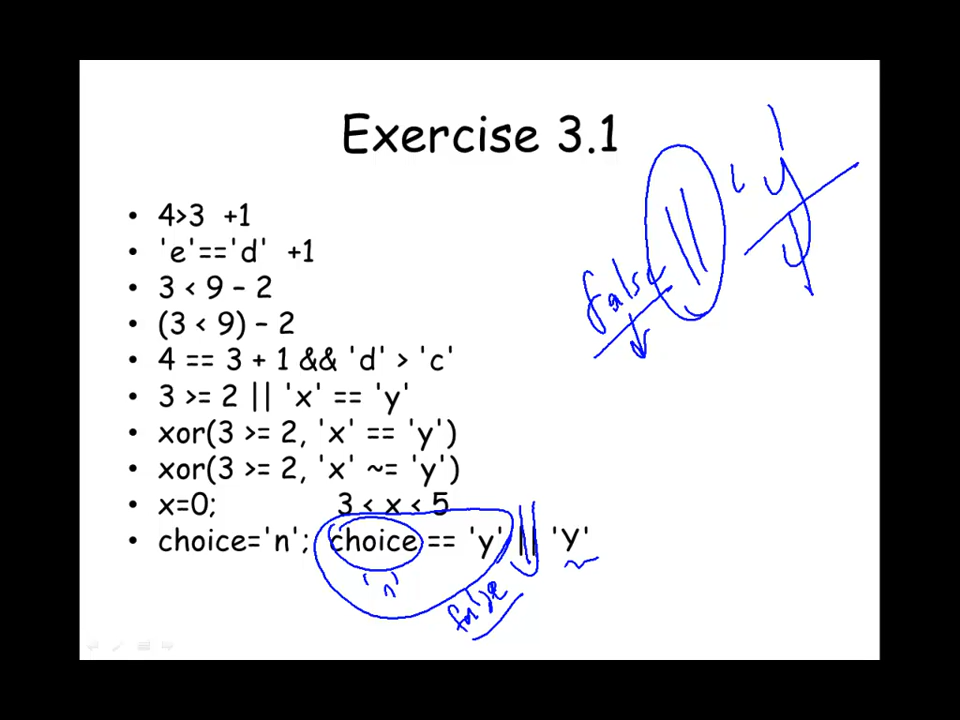 Exercise 3.1
• 4>3 +1
• 'e'=='d' +1
• 3 < 9 – 2
• (3 < 9) – 2
• 4 == 3 + 1 && 'd' > 'c'
• 3 >= 2 || 'x' == 'y'
• xor(3 >= 2, 'x' == 'y')
• xor(3 >= 2, 'x' ~= 'y')
• x=0; 3 < x < 5
• choice='n'; choice == 'y' || 'Y'
'n'
false
false || 'y'